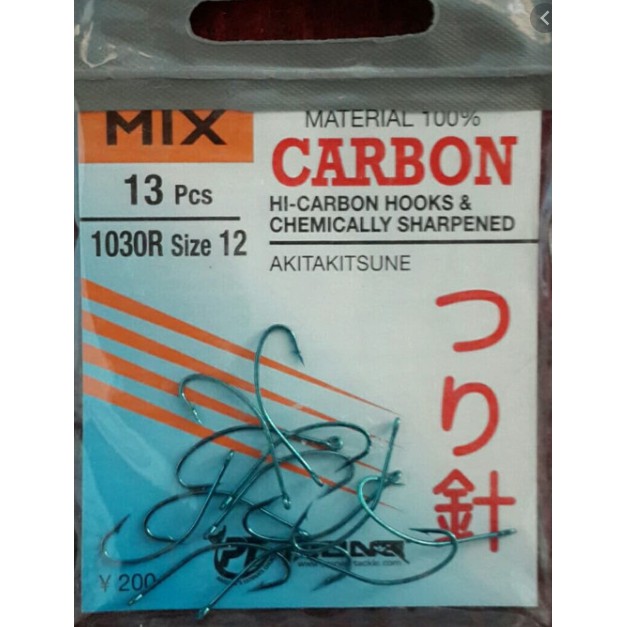 MIX
13 Pcs
1030R Size 12
MATERIAL 100%
CARBON
HI-CARBON HOOKS &
CHEMICALLY SHARPENED
AKITAKITSUNE
つり針
¥ 200